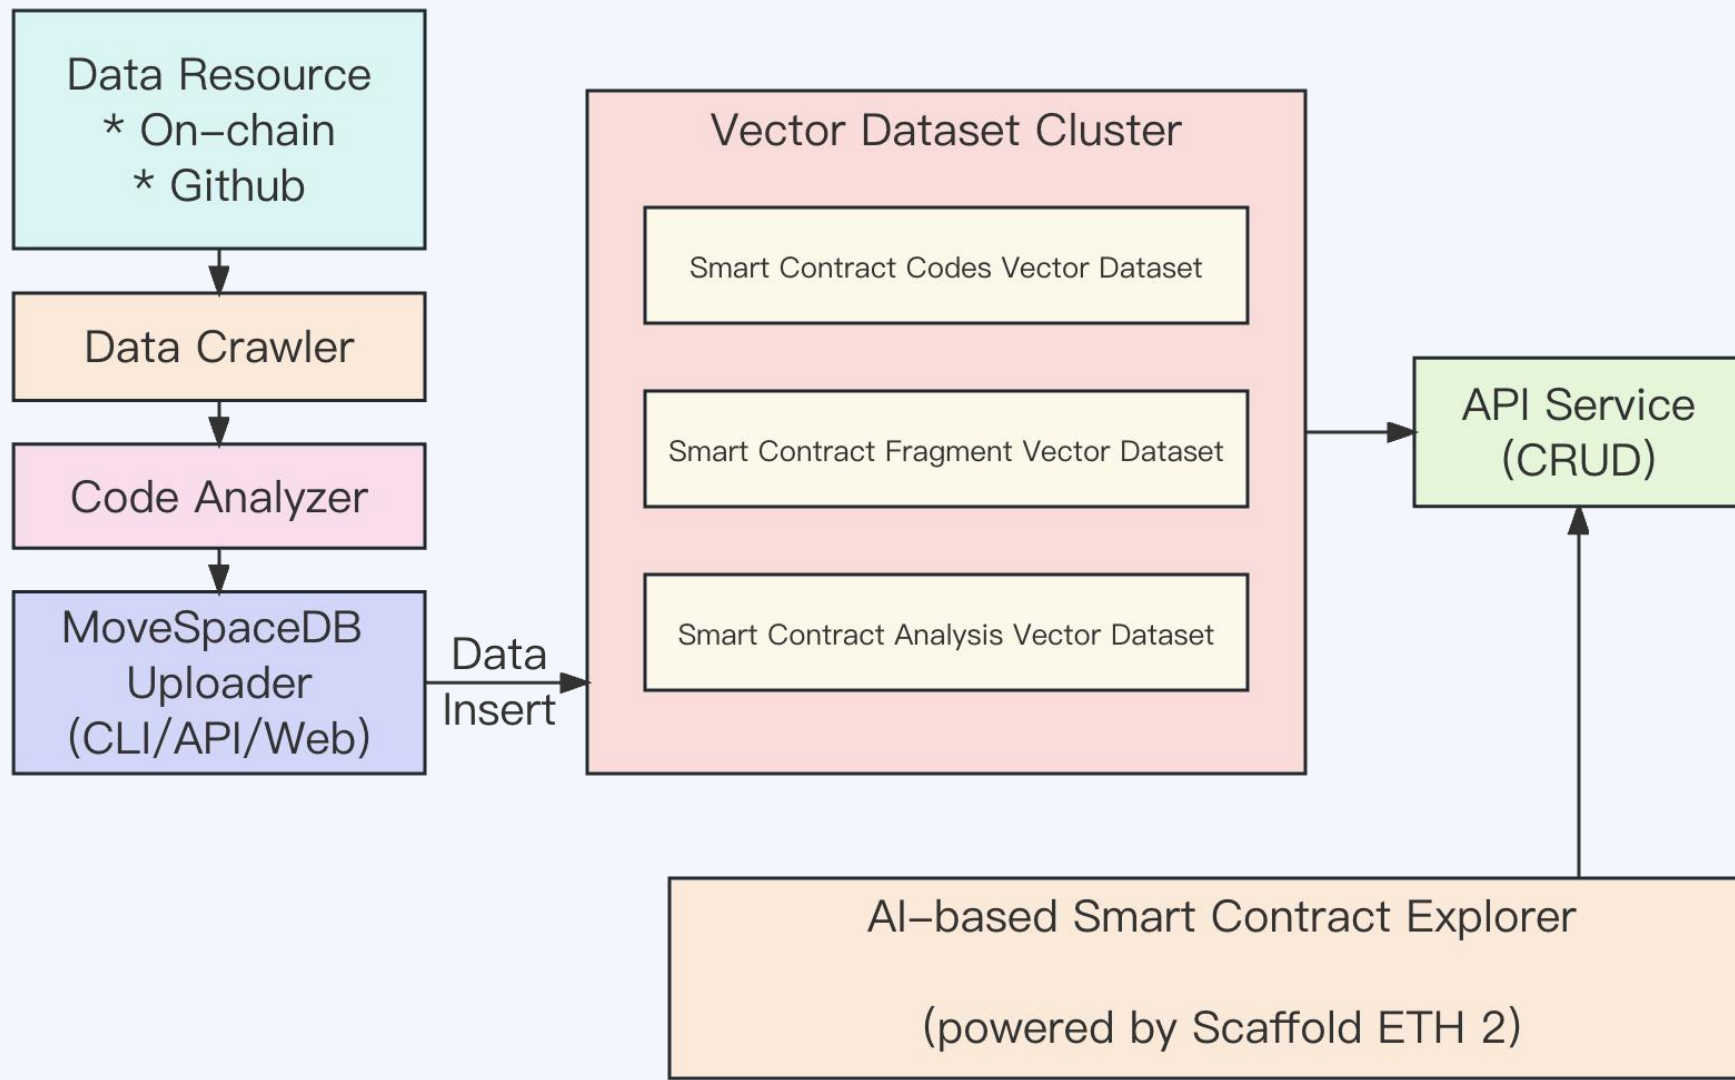 Data Resource
* On-chain
* Github
Data Crawler
Code Analyzer
MoveSpaceDB
Uploader
(CLI/API/Web)
Data
Insert
Vector Dataset Cluster
Smart Contract Codes Vector Dataset
Smart Contract Fragment Vector Dataset
Smart Contract Analysis Vector Dataset
API Service
(CRUD)
AI-based Smart Contract Explorer
(powered by Scaffold ETH 2)